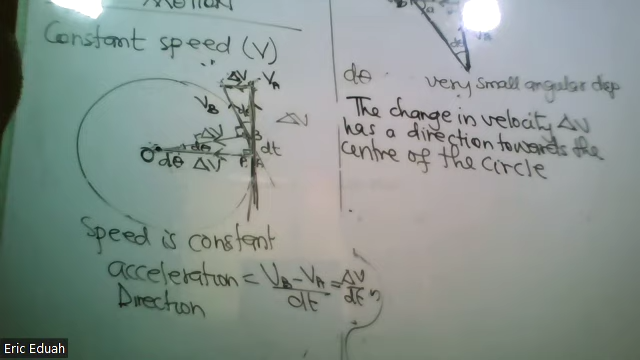 MOTION
Constant speed (V)
ΔV VA
VB
ΔV
ΔV
B
O dθ dt
dθ ΔV A
Speed is constant
acceleration = VB - VA = ΔV
dt dt
Direction
VB
dθ very small angular disp
The change in velocity ΔV
has a direction towards the
centre of the circle
Eric Eduah